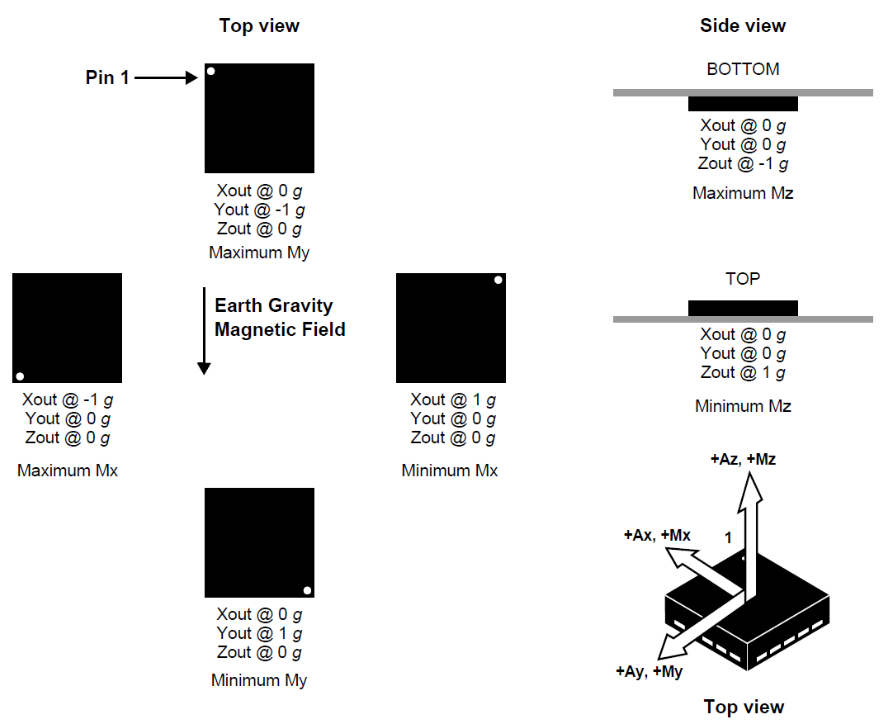 Top view
Pin 1
Xout @ 0 g
Yout @ -1 g
Zout @ 0 g
Maximum My
Earth Gravity
Magnetic Field
Xout @ -1 g
Yout @ 0 g
Zout @ 0 g
Maximum Mx
Xout @ 1 g
Yout @ 0 g
Zout @ 0 g
Minimum Mx
Xout @ 0 g
Yout @ 1 g
Zout @ 0 g
Minimum My
Side view
BOTTOM
Xout @ 0 g
Yout @ 0 g
Zout @ -1 g
Maximum Mz
TOP
Xout @ 0 g
Yout @ 0 g
Zout @ 1 g
Minimum Mz
+Az, +Mz
+Ax, +Mx
1
+Ay, +My
Top view